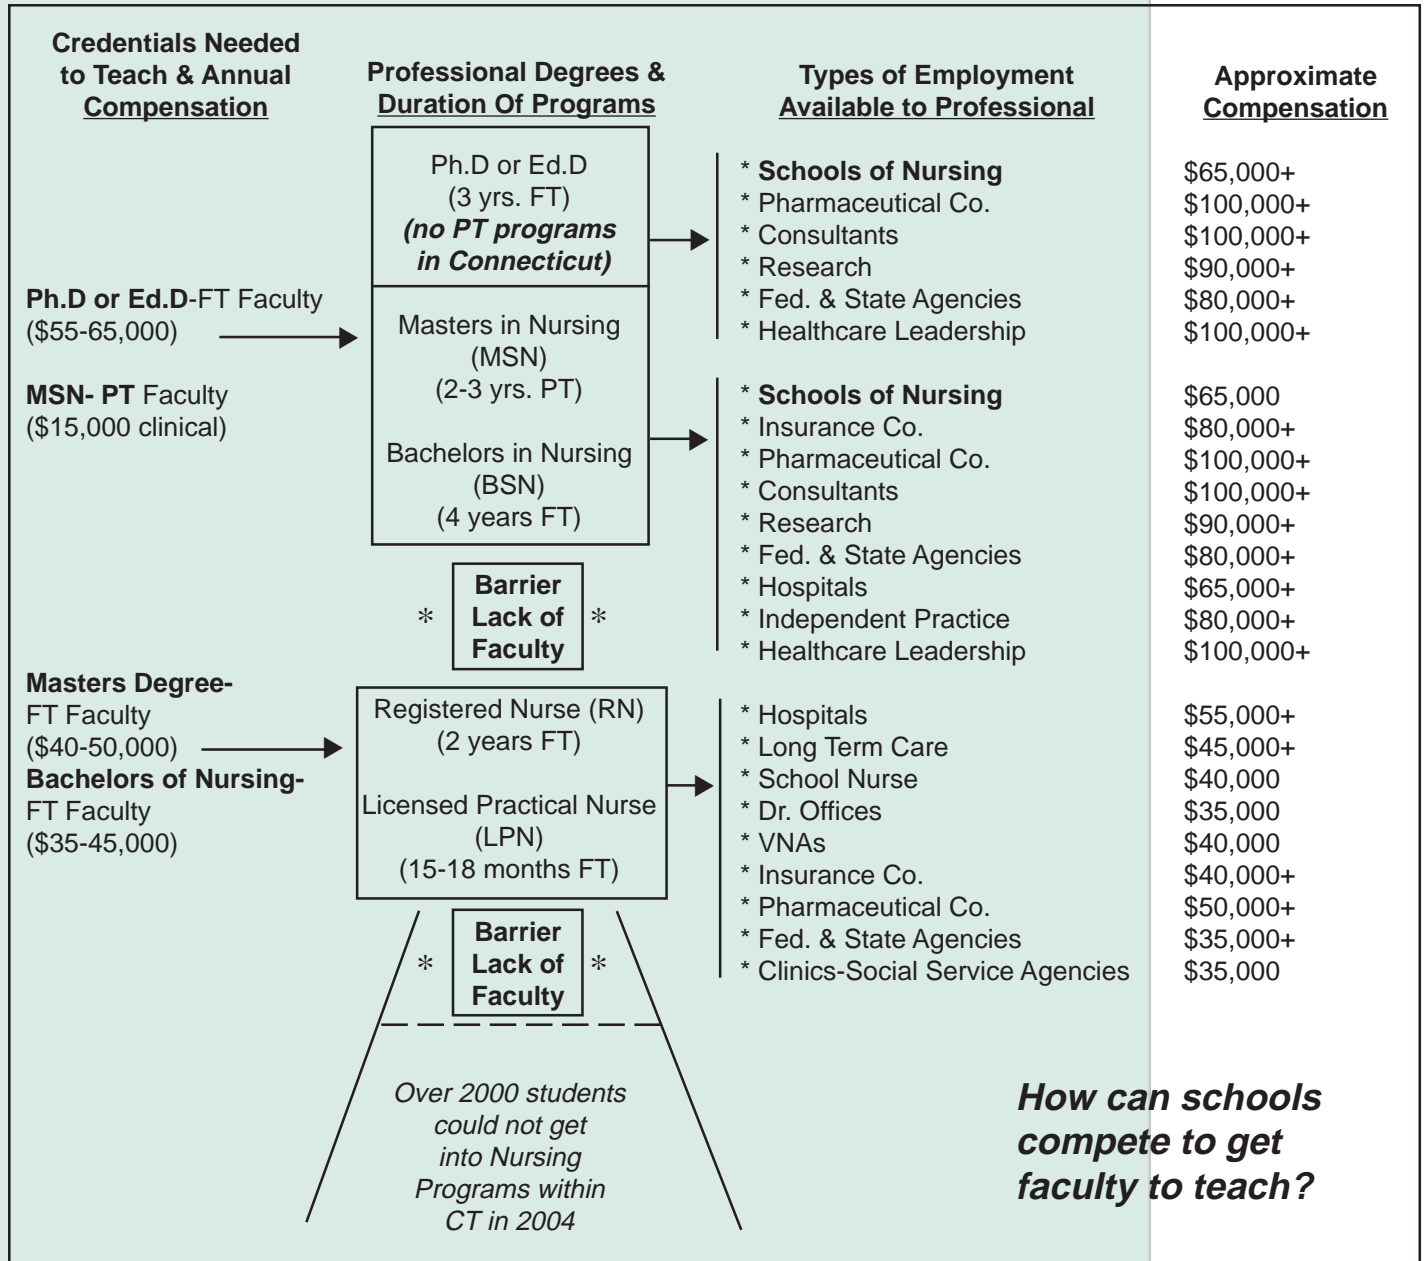 Credentials Needed
to Teach & Annual
Compensation
Professional Degrees &
Duration Of Programs
Types of Employment
Available to Professional
Approximate
Compensation
Ph.D or Ed.D-FT Faculty
($55-65,000)
MSN- PT Faculty
($15,000 clinical)
Masters Degree-
FT Faculty
($40-50,000)
Bachelors of Nursing-
FT Faculty
($35-45,000)
Ph.D or Ed.D
(3 yrs. FT)
(no PT programs
in Connecticut)
Masters in Nursing
(MSN)
(2-3 yrs. PT)
Bachelors in Nursing
(BSN)
(4 years FT)
* Barrier *
Lack of
Faculty
Registered Nurse (RN)
(2 years FT)
Licensed Practical Nurse
(LPN)
(15-18 months FT)
* Barrier *
Lack of
Faculty
Over 2000 students
could not get
into Nursing
Programs within
CT in 2004
* Schools of Nursing $65,000+
* Pharmaceutical Co. $100,000+
* Consultants $100,000+
* Research $90,000+
* Fed. & State Agencies $80,000+
* Healthcare Leadership $100,000+
* Schools of Nursing $65,000
* Insurance Co. $80,000+
* Pharmaceutical Co. $100,000+
* Consultants $100,000+
* Research $90,000+
* Fed. & State Agencies $80,000+
* Hospitals $65,000+
* Independent Practice $80,000+
* Healthcare Leadership $100,000+
* Hospitals $55,000+
* Long Term Care $45,000+
* School Nurse $40,000
* Dr. Offices $35,000
* VNAs $40,000
* Insurance Co. $40,000+
* Pharmaceutical Co. $50,000+
* Fed. & State Agencies $35,000+
* Clinics-Social Service Agencies $35,000
How can schools
compete to get
faculty to teach?